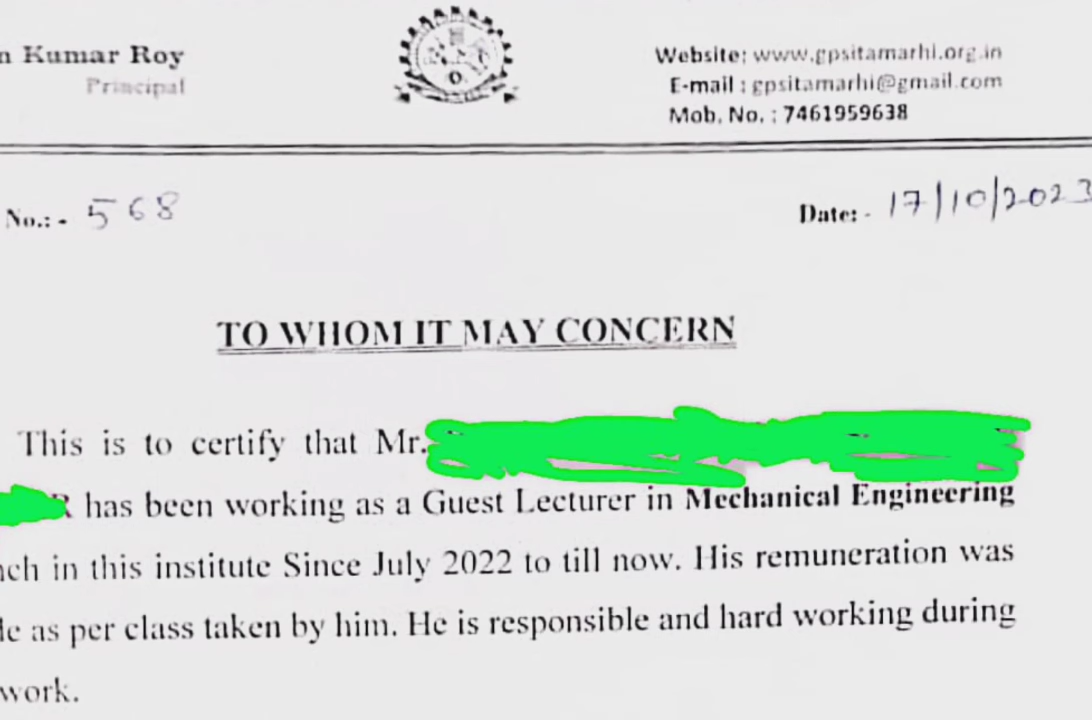 n Kumar Roy
Principal
Website: www.gpsitamarhi.org.in
E-mail : gpsitamarhi@gmail.com
Mob. No. : 7461959638
No.: - 568
Date: - 17/10/2023
TO WHOM IT MAY CONCERN
This is to certify that Mr.
R has been working as a Guest Lecturer in Mechanical Engineering
nch in this institute Since July 2022 to till now. His remuneration was
de as per class taken by him. He is responsible and hard working during
work.